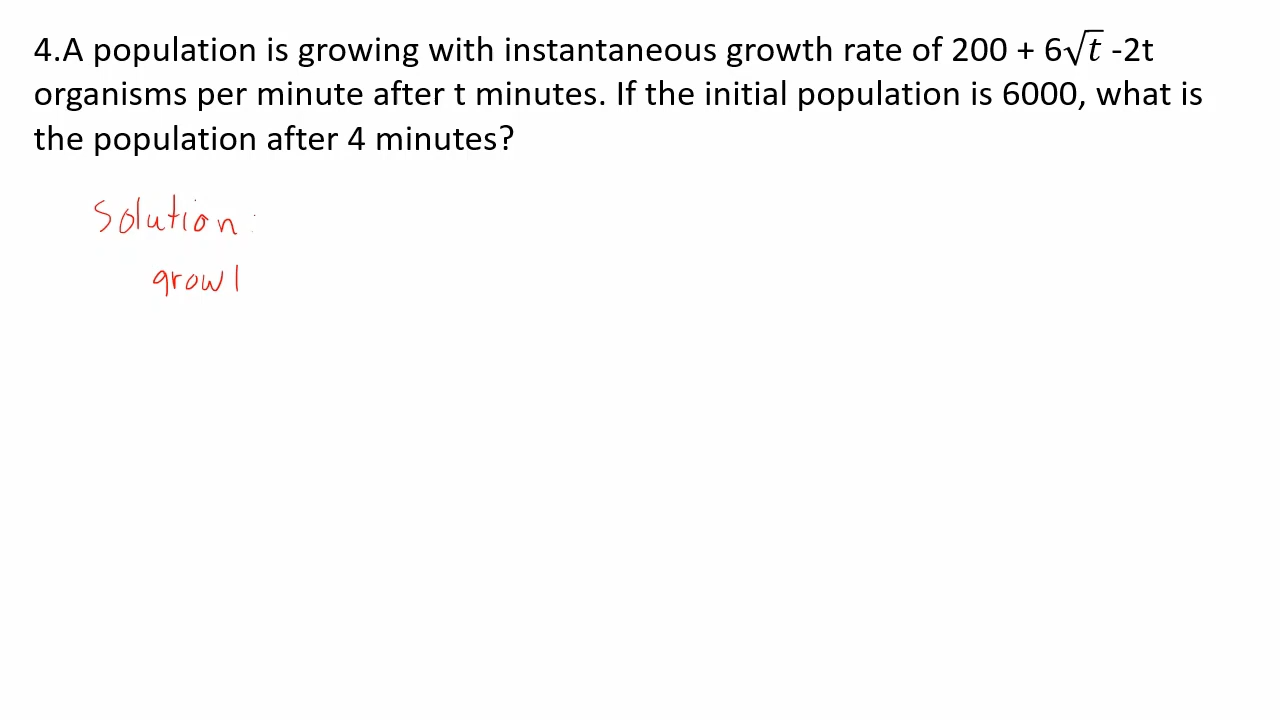 4.A population is growing with instantaneous growth rate of 200 + 6√t -2t
organisms per minute after t minutes. If the initial population is 6000, what is
the population after 4 minutes?
Solution:
growl